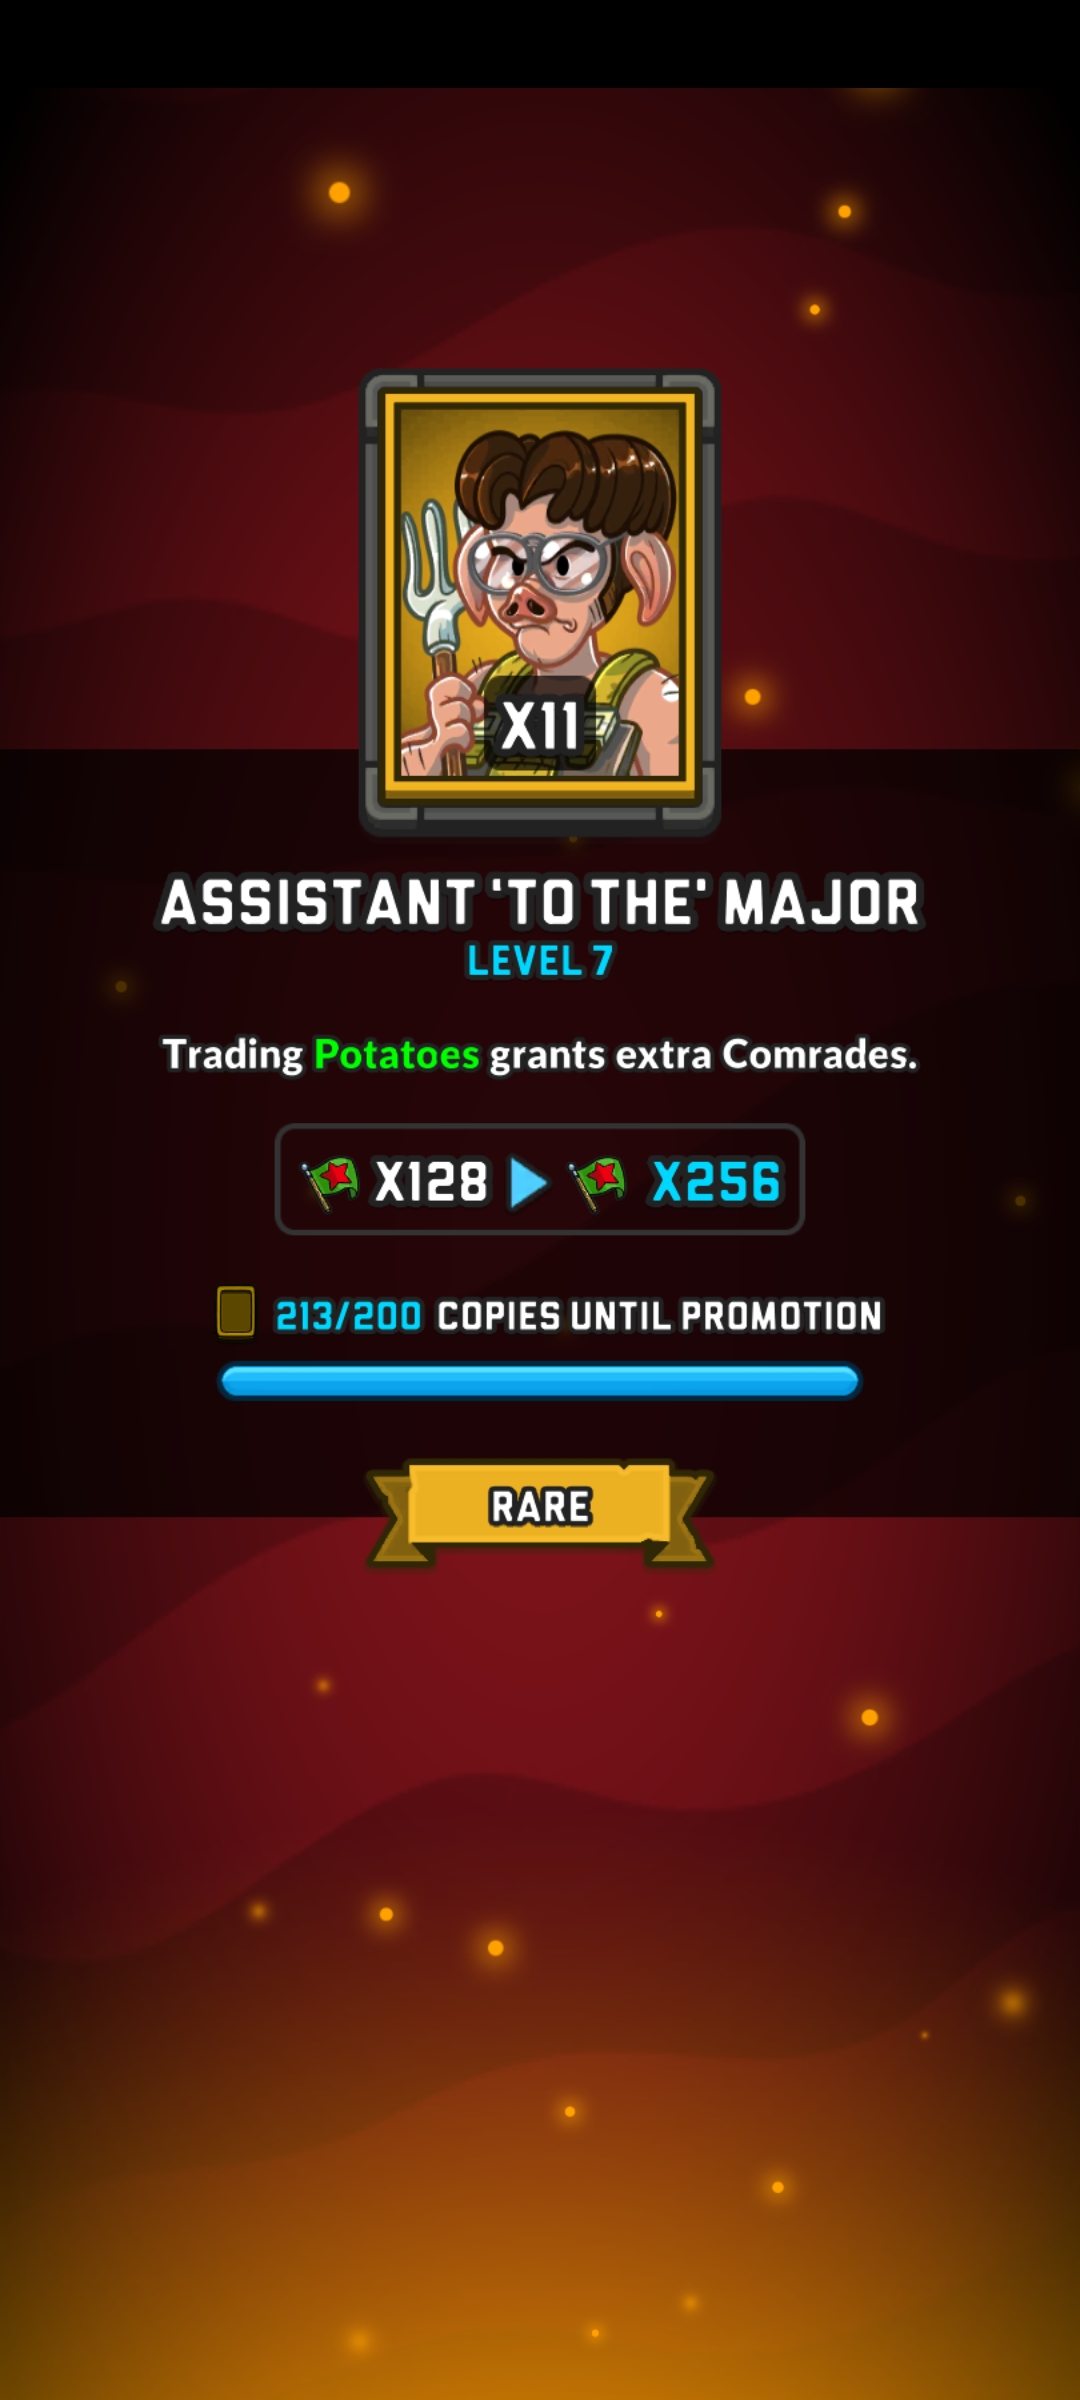 X11
ASSISTANT 'TO THE' MAJOR
LEVEL 7
Trading Potatoes grants extra Comrades.
X128 X256
213/200 COPIES UNTIL PROMOTION
RARE